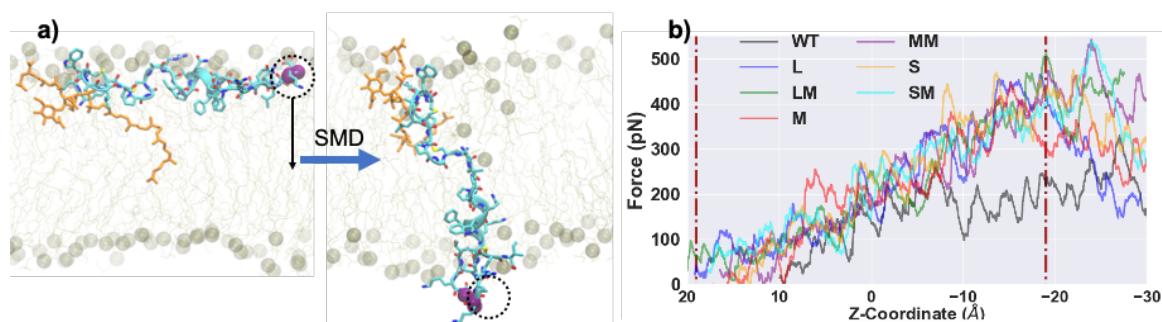 a)
SMD
b)
WT
L
LM
M
MM
S
SM
Force (pN)
500
400
300
200
100
0
20
10
0
−10
−20
−30
Z-Coordinate (Å)